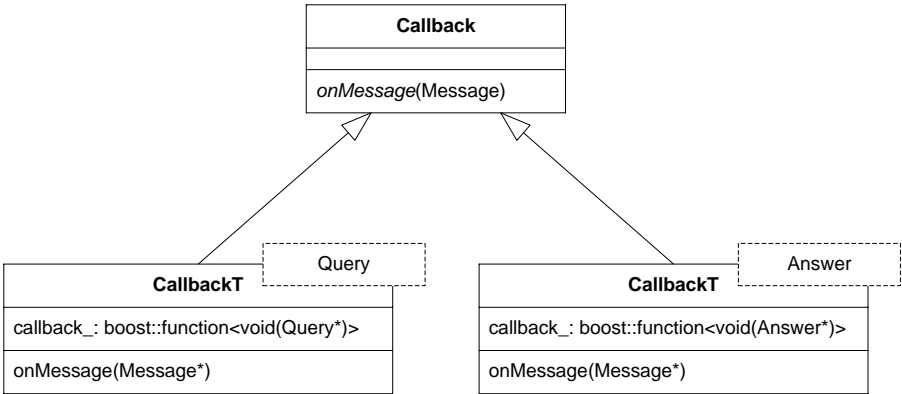 Callback
onMessage(Message)
Query
CallbackT
callback_: boost::function<void(Query*)>
onMessage(Message*)
Answer
CallbackT
callback_: boost::function<void(Answer*)>
onMessage(Message*)